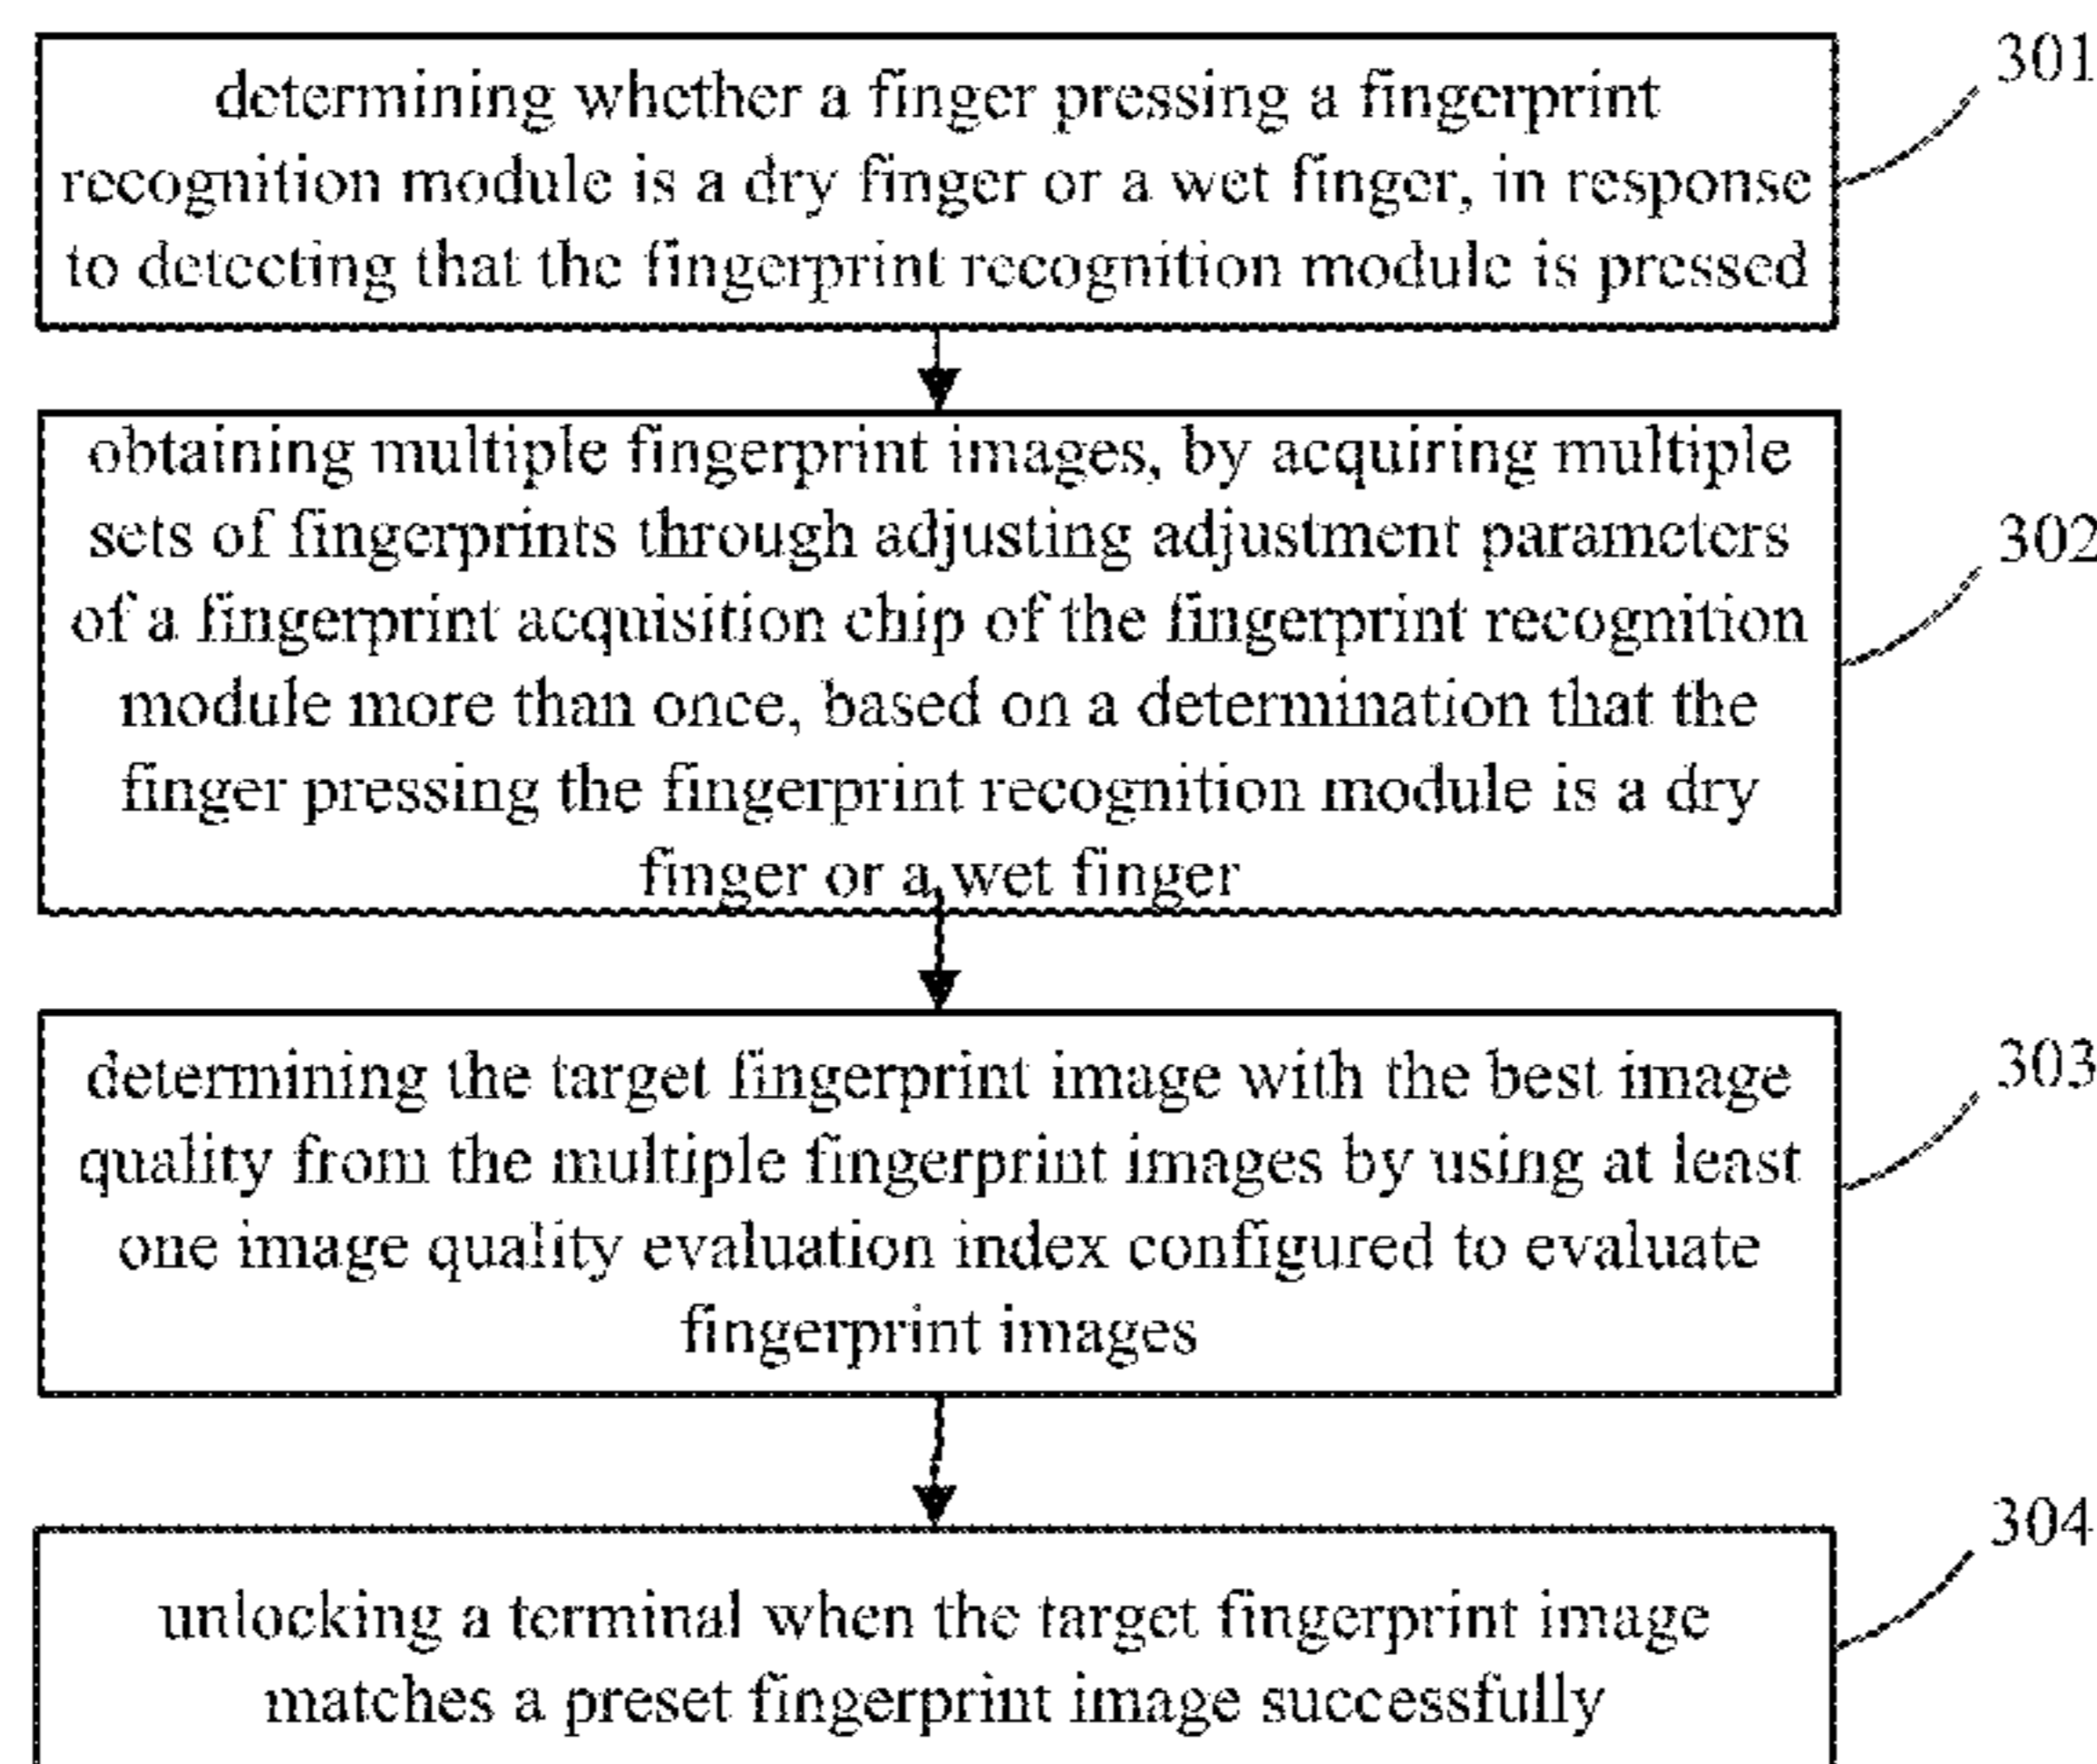 determining whether a finger pressing a fingerprint
recognition module is a dry finger or a wet finger, in response
to detecting that the fingerprint recognition module is pressed
301
obtaining multiple fingerprint images, by acquiring multiple
sets of fingerprints through adjusting adjustment parameters
of a fingerprint acquisition chip of the fingerprint recognition
module more than once, based on a determination that the
finger pressing the fingerprint recognition module is a dry
finger or a wet finger
302
determining the target fingerprint image with the best image
quality from the multiple fingerprint images by using at least
one image quality evaluation index configured to evaluate
fingerprint images
303
unlocking a terminal when the target fingerprint image
matches a preset fingerprint image successfully
304